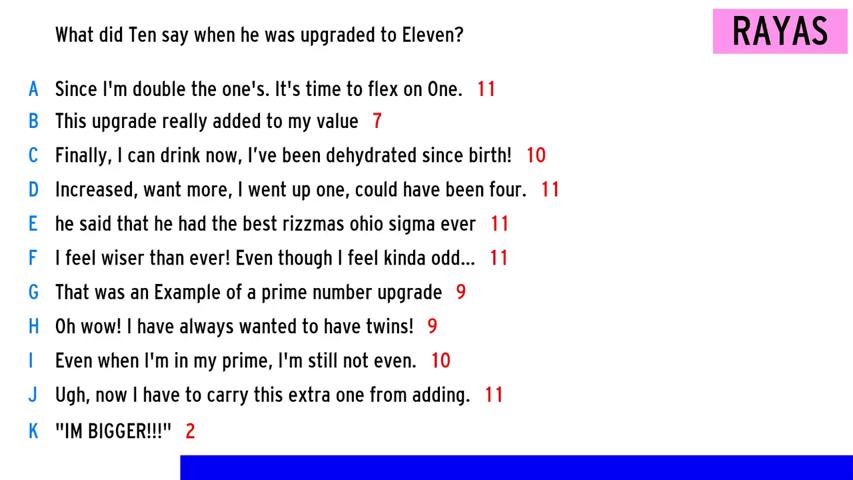 What did Ten say when he was upgraded to Eleven?
RAYAS
A Since I'm double the one's. It's time to flex on One. 11
B This upgrade really added to my value 7
C Finally, I can drink now, I’ve been dehydrated since birth! 10
D Increased, want more, I went up one, could have been four. 11
E he said that he had the best rizzmas ohio sigma ever 11
F I feel wiser than ever! Even though I feel kinda odd... 11
G That was an Example of a prime number upgrade 9
H Oh wow! I have always wanted to have twins! 9
I Even when I'm in my prime, I'm still not even. 10
J Ugh, now I have to carry this extra one from adding. 11
K "IM BIGGER!!!" 2